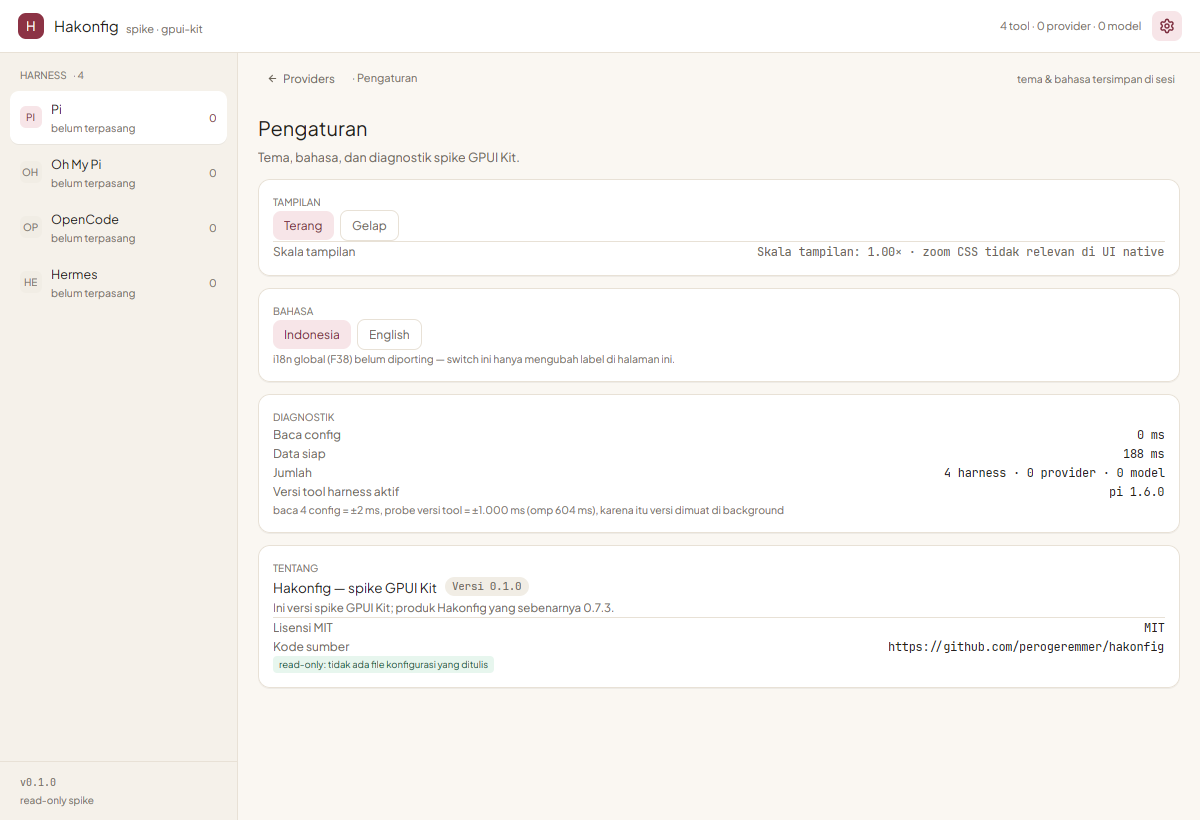 H Hakonfig spike · gpui-kit 4 tool · 0 provider · 0 model
HARNESS · 4
PI Pi 0
belum terpasang
OH Oh My Pi 0
belum terpasang
OP OpenCode 0
belum terpasang
HE Hermes 0
belum terpasang
v0.1.0
read-only spike
← Providers · Pengaturan tema & bahasa tersimpan di sesi
Pengaturan
Tema, bahasa, dan diagnostik spike GPUI Kit.
TAMPILAN
Terang Gelap
Skala tampilan Skala tampilan: 1.00× · zoom CSS tidak relevan di UI native
BAHASA
Indonesia English
i18n global (F38) belum diporting — switch ini hanya mengubah label di halaman ini.
DIAGNOSTIK
Baca config 0 ms
Data siap 188 ms
Jumlah 4 harness · 0 provider · 0 model
Versi tool harness aktif pi 1.6.0
baca 4 config = ±2 ms, probe versi tool = ±1.000 ms (omp 604 ms), karena itu versi dimuat di background
TENTANG
Hakonfig — spike GPUI Kit Versi 0.1.0
Ini versi spike GPUI Kit; produk Hakonfig yang sebenarnya 0.7.3.
Lisensi MIT MIT
Kode sumber https://github.com/perogeremmer/hakonfig
read-only: tidak ada file konfigurasi yang ditulis